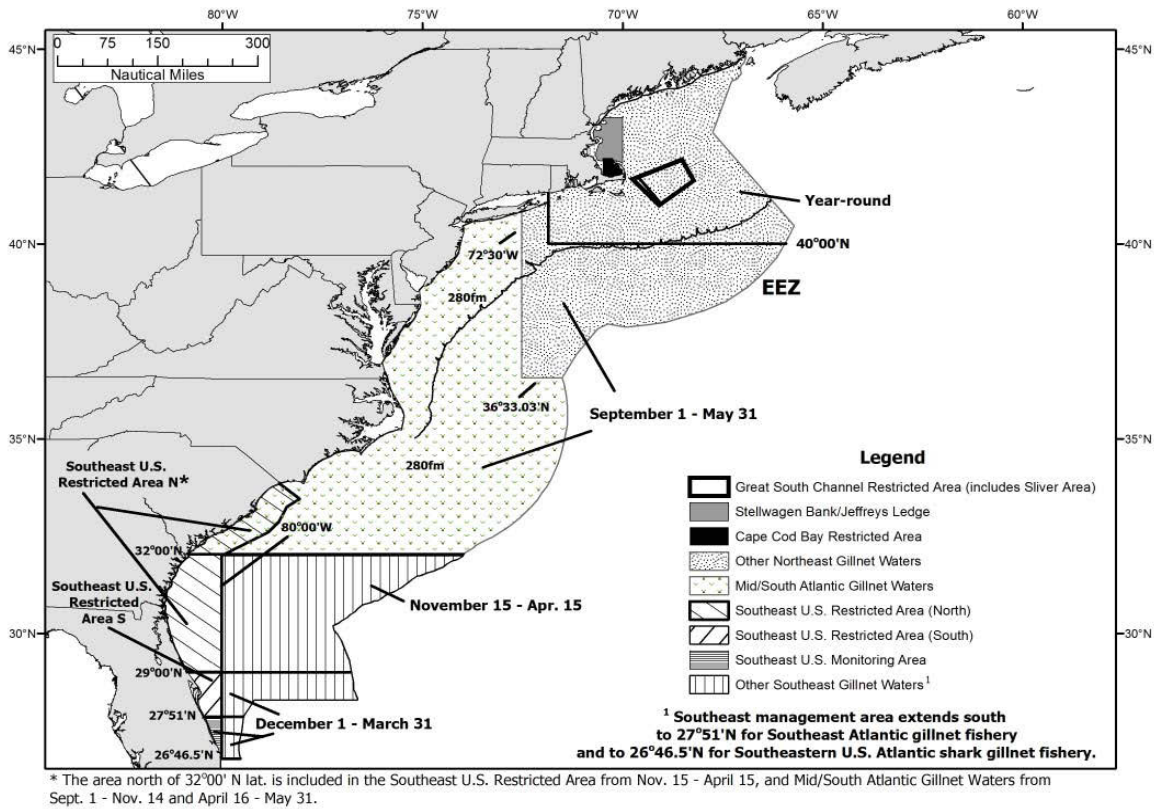 80°W
75°W
70°W
65°W
60°W
0 75 150 300
Nautical Miles
45°N
45°N
Year-round
40°N
40°00'N
40°N
72°30'W
EEZ
280fm
36°33.03'N
September 1 - May 31
35°N
35°N
280fm
Southeast U.S.
Restricted Area N*
80°00'W
32°00'N
Southeast U.S.
Restricted
Area S
November 15 - Apr. 15
30°N
30°N
29°00'N
27°51'N
December 1 - March 31
26°46.5'N
Legend
Great South Channel Restricted Area (includes Sliver Area)
Stellwagen Bank/Jeffreys Ledge
Cape Cod Bay Restricted Area
Other Northeast Gillnet Waters
Mid/South Atlantic Gillnet Waters
Southeast U.S. Restricted Area (North)
Southeast U.S. Restricted Area (South)
Southeast U.S. Monitoring Area
Other Southeast Gillnet Waters¹
¹ Southeast management area extends south
to 27°51'N for Southeast Atlantic gillnet fishery
and to 26°46.5'N for Southeastern U.S. Atlantic shark gillnet fishery.
* The area north of 32°00' N lat. is included in the Southeast U.S. Restricted Area from Nov. 15 - April 15, and Mid/South Atlantic Gillnet Waters from
Sept. 1 - Nov. 14 and April 16 - May 31.